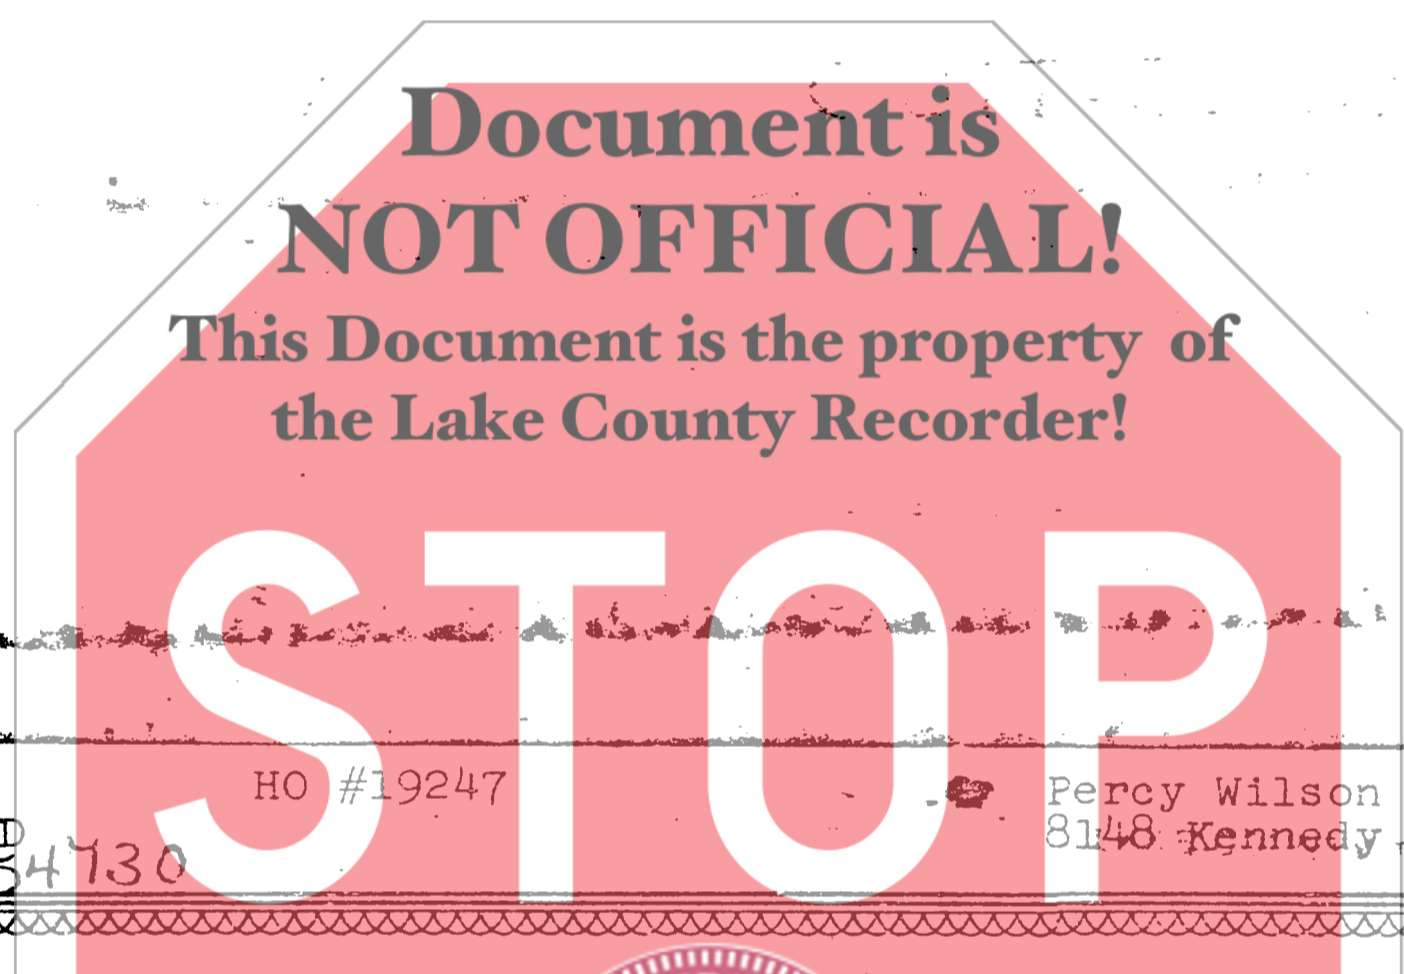 Document is
NOT OFFICIAL!
This Document is the property of
the Lake County Recorder!
STOP
HO #19247
Percy Wilson
8148 Kennedy